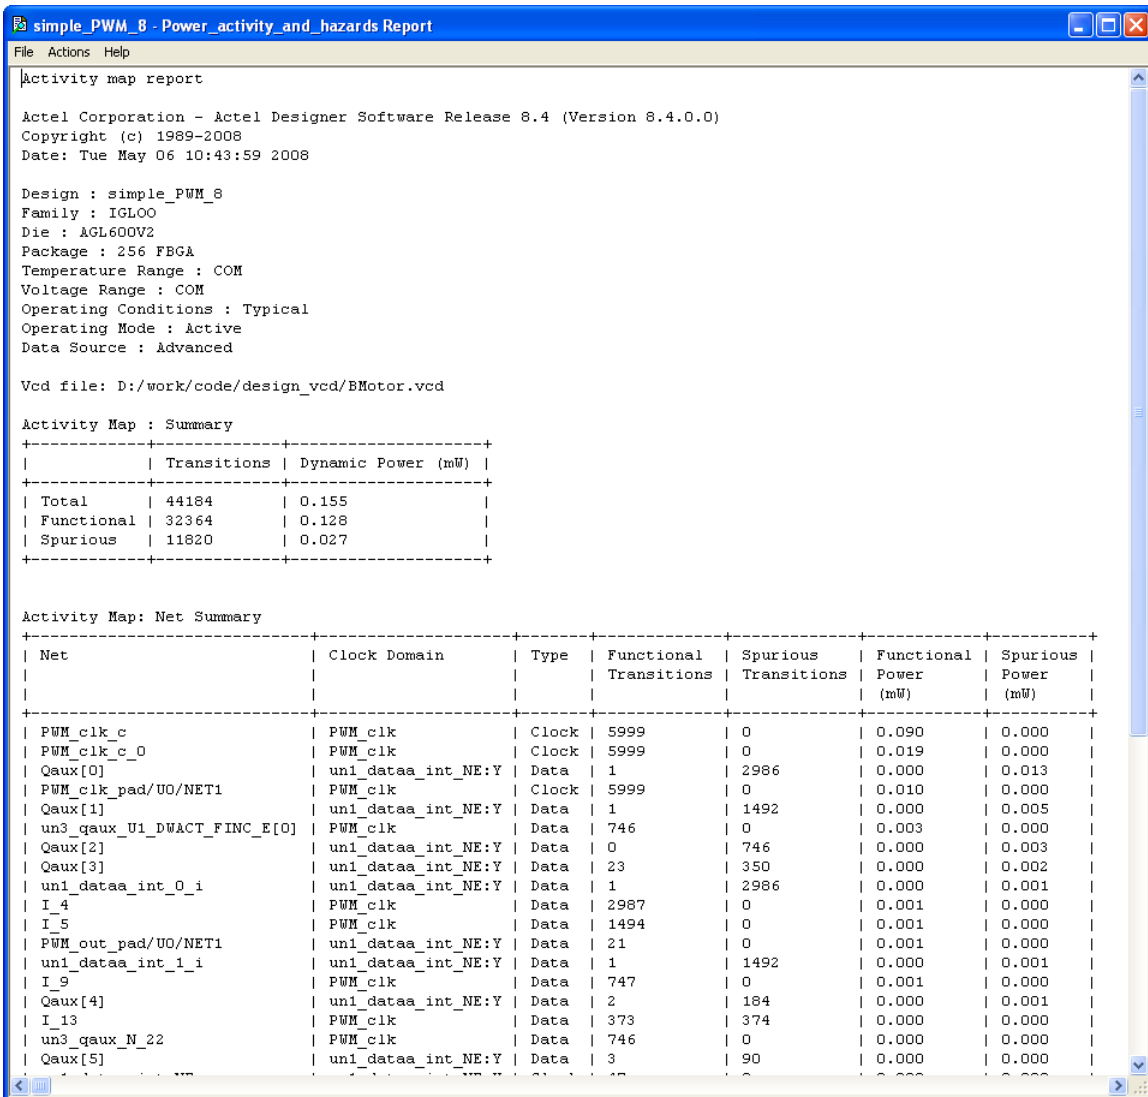 simple_PWM_8 - Power_activity_and_hazards Report
File Actions Help
Activity map report
Actel Corporation - Actel Designer Software Release 8.4 (Version 8.4.0.0)
Copyright (c) 1989-2008
Date: Tue May 06 10:43:59 2008
Design : simple_PWM_8
Family : IGLOO
Die : AGL600V2
Package : 256 FBGA
Temperature Range : COM
Voltage Range : COM
Operating Conditions : Typical
Operating Mode : Active
Data Source : Advanced
Vcd file: D:/work/code/design_vcd/BMotor.vcd
Activity Map : Summary
+------------+--------------+--------------------+
| | Transitions | Dynamic Power (mW) |
+------------+--------------+--------------------+
| Total | 44184 | 0.155 |
| Functional | 32364 | 0.128 |
| Spurious | 11820 | 0.027 |
+------------+--------------+--------------------+
Activity Map: Net Summary
+-----------------------------+--------------------+-------+-------------+-------------+------------+----------+
| Net | Clock Domain | Type | Functional | Spurious | Functional | Spurious |
| | | | Transitions | Transitions | Power | Power |
| | | | | | (mW) | (mW) |
+-----------------------------+--------------------+-------+-------------+-------------+------------+----------+
| PWM_clk_c | PWM_clk | Clock | 5999 | 0 | 0.090 | 0.000 |
| PWM_clk_c_0 | PWM_clk | Clock | 5999 | 0 | 0.019 | 0.000 |
| Qaux[0] | un1_dataa_int_NE:Y | Data | 1 | 2986 | 0.000 | 0.013 |
| PWM_clk_pad/U0/NET1 | PWM_clk | Clock | 5999 | 0 | 0.010 | 0.000 |
| Qaux[1] | un1_dataa_int_NE:Y | Data | 1 | 1492 | 0.000 | 0.005 |
| un3_qaux_U1_DWACT_FINC_E[0] | PWM_clk | Data | 746 | 0 | 0.003 | 0.000 |
| Qaux[2] | un1_dataa_int_NE:Y | Data | 0 | 746 | 0.000 | 0.003 |
| Qaux[3] | un1_dataa_int_NE:Y | Data | 23 | 350 | 0.000 | 0.002 |
| un1_dataa_int_0_i | un1_dataa_int_NE:Y | Data | 1 | 2986 | 0.000 | 0.001 |
| I_4 | PWM_clk | Data | 2987 | 0 | 0.001 | 0.000 |
| I_5 | PWM_clk | Data | 1494 | 0 | 0.001 | 0.000 |
| PWM_out_pad/U0/NET1 | un1_dataa_int_NE:Y | Data | 21 | 0 | 0.001 | 0.000 |
| un1_dataa_int_1_i | un1_dataa_int_NE:Y | Data | 1 | 1492 | 0.000 | 0.001 |
| I_9 | PWM_clk | Data | 747 | 0 | 0.001 | 0.000 |
| Qaux[4] | un1_dataa_int_NE:Y | Data | 2 | 184 | 0.000 | 0.001 |
| I_13 | PWM_clk | Data | 373 | 374 | 0.000 | 0.000 |
| un3_qaux_N_22 | PWM_clk | Data | 746 | 0 | 0.000 | 0.000 |
| Qaux[5] | un1_dataa_int_NE:Y | Data | 3 | 90 | 0.000 | 0.000 |